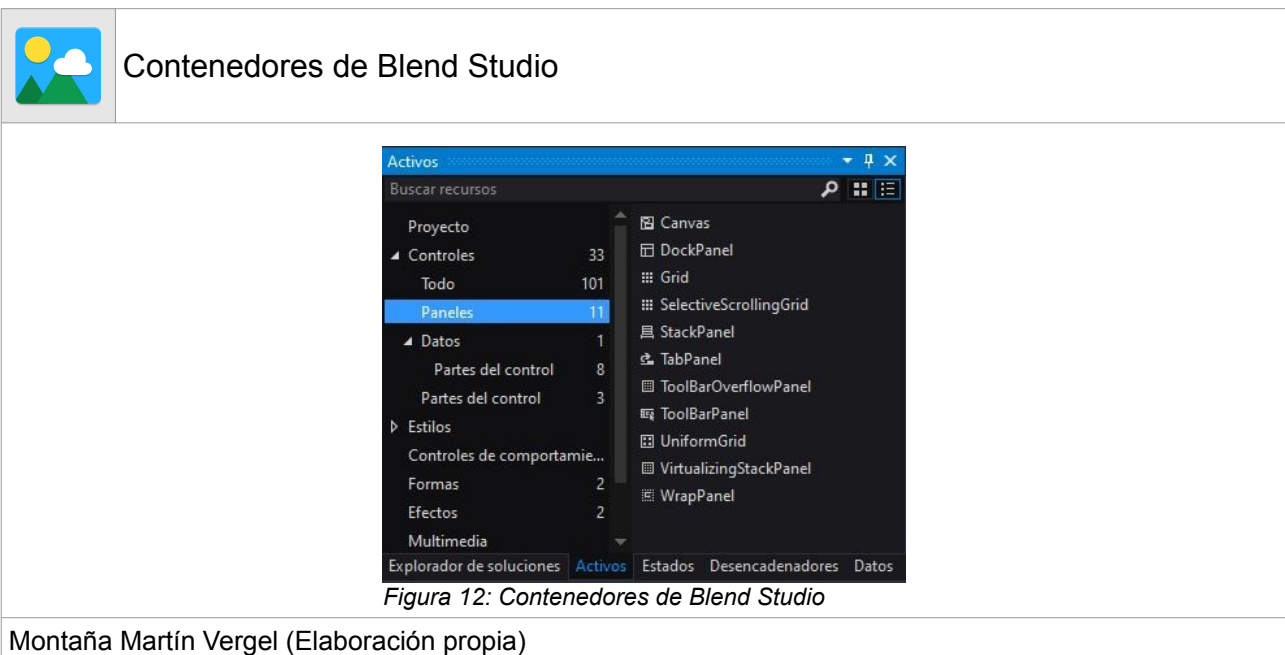 Contenedores de Blend Studio
Activos
Buscar recursos
Proyecto
Controles 33
Todo 101
Paneles 11
Datos 1
Partes del control 8
Partes del control 3
Estilos
Controles de comportamie...
Formas 2
Efectos 2
Multimedia
Canvas
DockPanel
Grid
SelectiveScrollingGrid
StackPanel
TabPanel
ToolBarOverflowPanel
ToolBarPanel
UniformGrid
VirtualizingStackPanel
WrapPanel
Explorador de soluciones Activos Estados Desencadenadores Datos
Figura 12: Contenedores de Blend Studio
Montaña Martín Vergel (Elaboración propia)